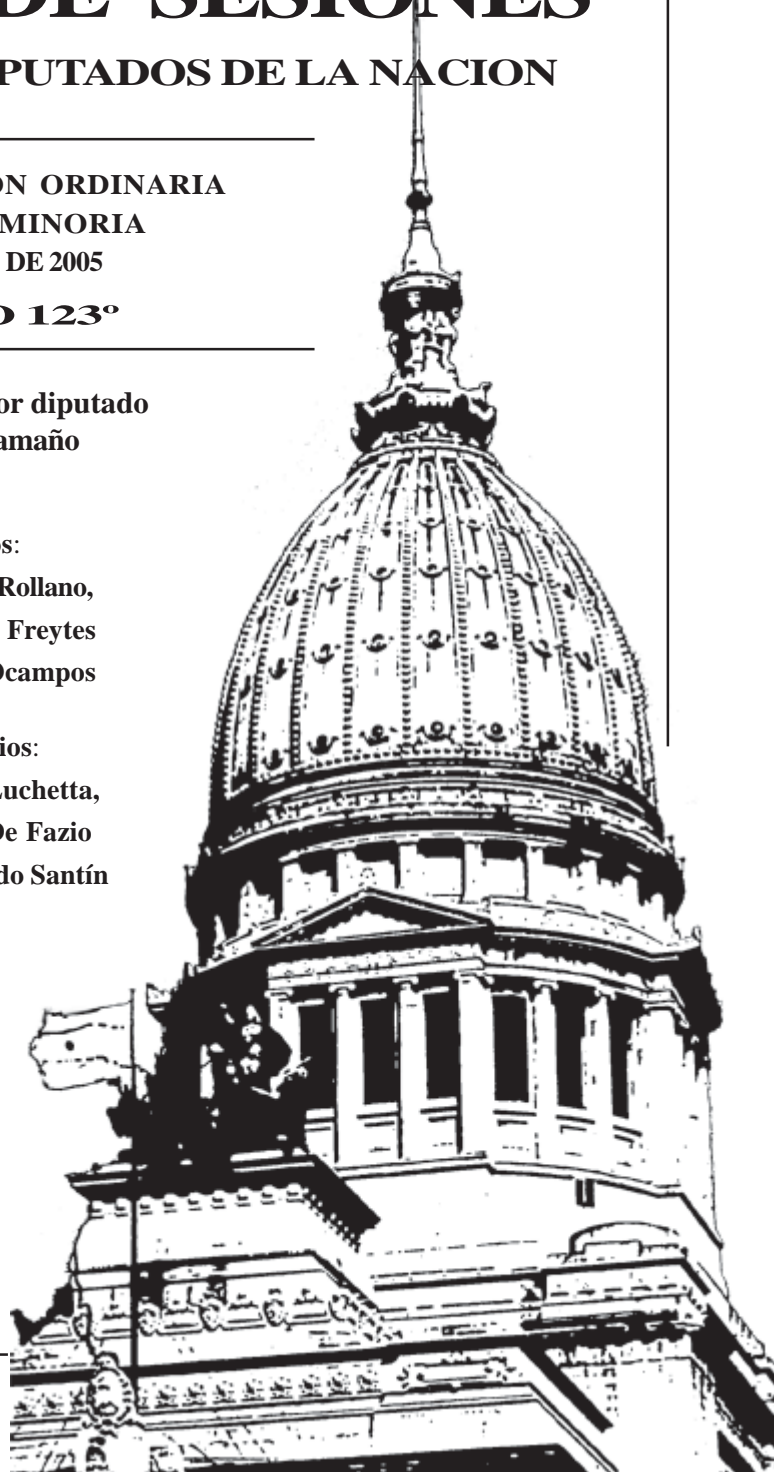 DE SESIONES
PUTADOS DE LA NACION
ON ORDINARIA
MINORIA
DE 2005
O 123º
or diputado
amaño
os:
Rollano,
Freytes
Ocampos
ios:
Luchetta,
De Fazio
do Santín